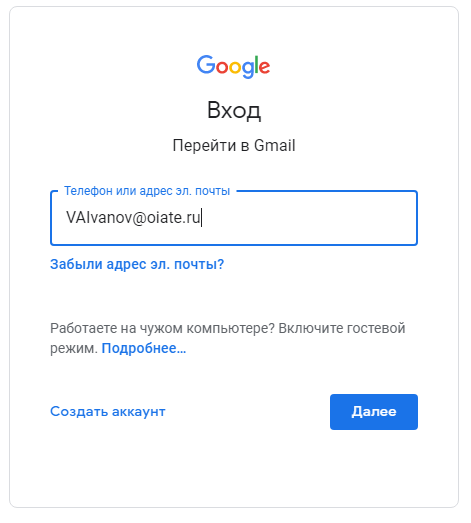 Google
Вход
Перейти в Gmail
Телефон или адрес эл. почты
VAIvanov@oiate.ru
Забыли адрес эл. почты?
Работаете на чужом компьютере? Включите гостевой
режим. Подробнее…
Создать аккаунт
Далее